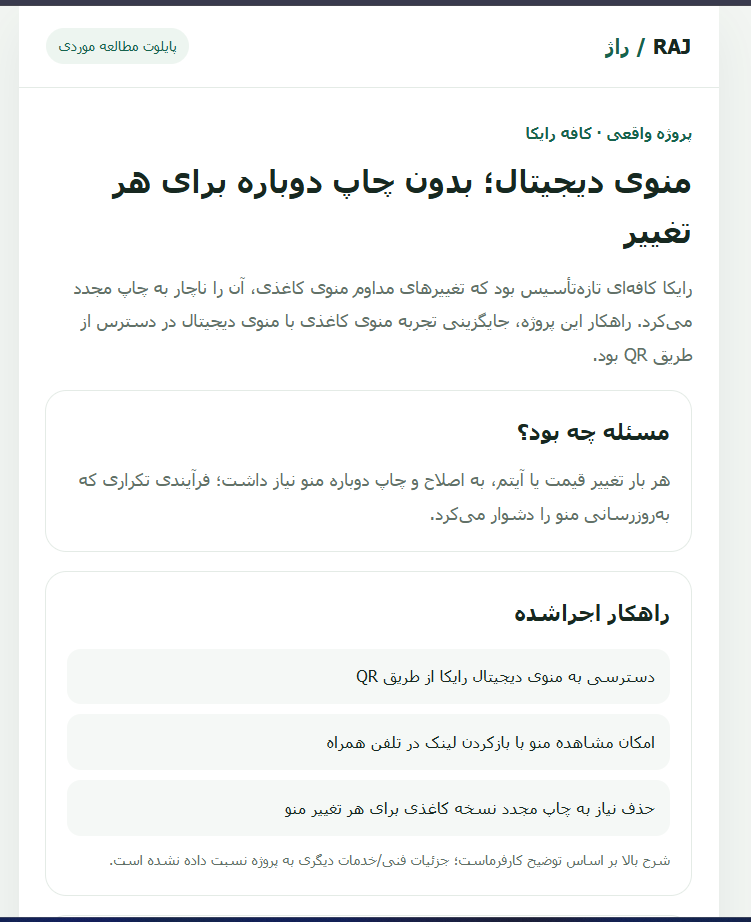 RAJ / راژ
پایلوت مطالعه موردی
پروژه واقعی · کافه رایکا
منوی دیجیتال؛ بدون چاپ دوباره برای هر
تغییر
رایکا کافه‌ای تازه‌تأسیس بود که تغییرهای مداوم منوی کاغذی، آن را ناچار به چاپ مجدد
می‌کرد. راهکار این پروژه، جایگزینی تجربه منوی کاغذی با منوی دیجیتال در دسترس از
طریق QR بود.
مسئله چه بود؟
هر بار تغییر قیمت یا آیتم، به اصلاح و چاپ دوباره منو نیاز داشت؛ فرآیندی تکراری که
به‌روزرسانی منو را دشوار می‌کرد.
راهکار اجراشده
دسترسی به منوی دیجیتال رایکا از طریق QR
امکان مشاهده منو با بازکردن لینک در تلفن همراه
حذف نیاز به چاپ مجدد نسخه کاغذی برای هر تغییر منو
شرح بالا بر اساس توضیح کارفرماست؛ جزئیات فنی/خدمات دیگری به پروژه نسبت داده نشده است.